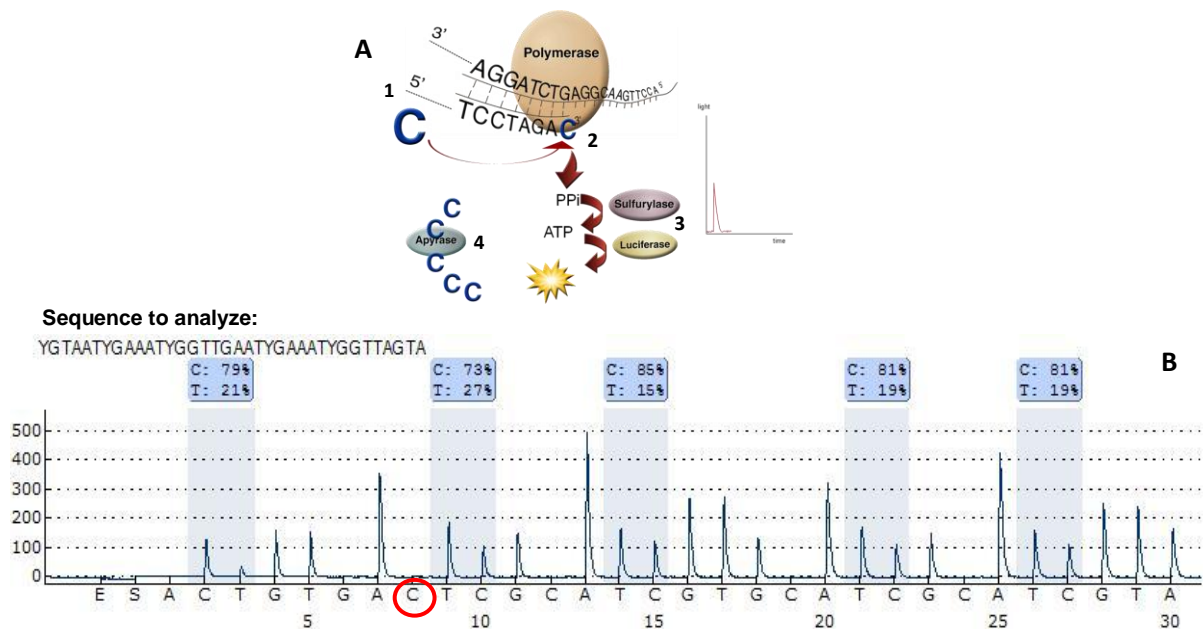 A
3'
Polymerase
AGGATCTGAGGCAAGTTCCA 5'
1
5'
TCCTAGAC 3'
C
2
light
time
PPi
Sulfurylase
3
ATP
Luciferase
C
C
Apyrase
4
C
C
C
Sequence to analyze:
YGTAATYGAAATYGGTTGAATYGAAATYGGTTAGTA
B
C: 79%
T: 21%
C: 73%
T: 27%
C: 85%
T: 15%
C: 81%
T: 19%
C: 81%
T: 19%
500
400
300
200
100
0
E S A C T G T G A C T C G C A T C G T G C A T C G C A T C G T A
5 10 15 20 25 30